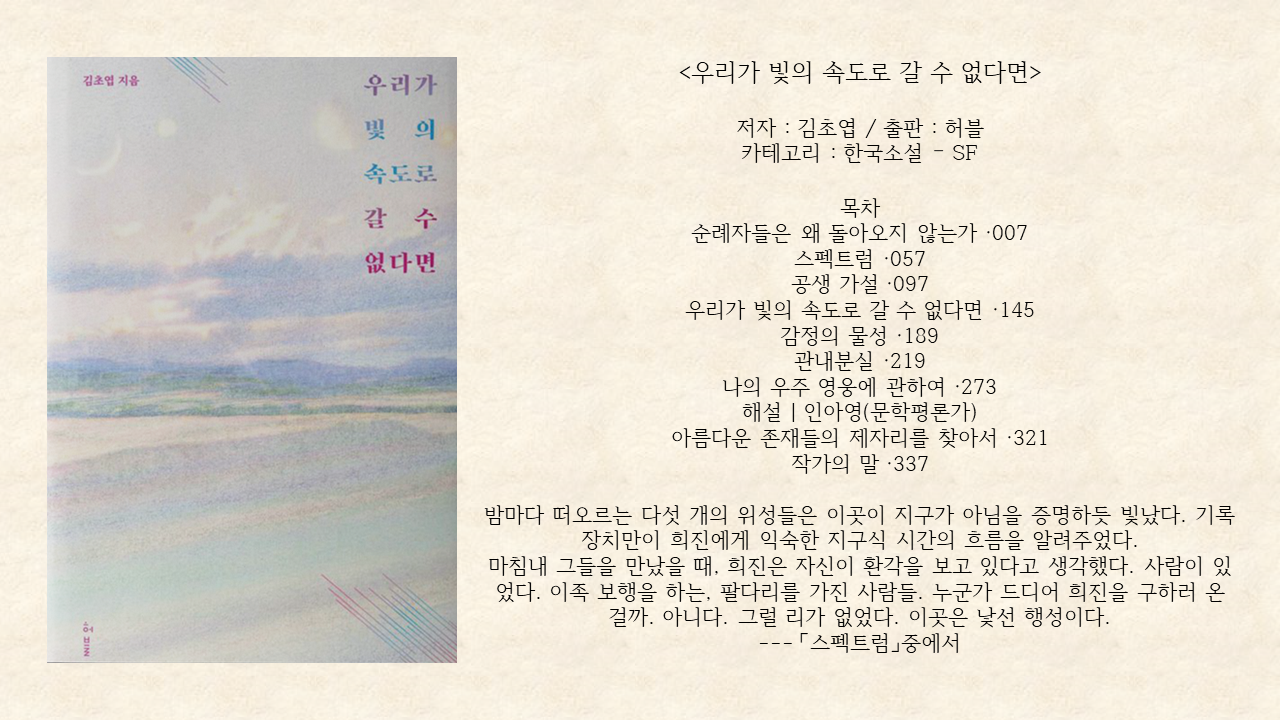 김초엽 지음
우리가
빛 의
속도로
갈 수
없다면
허블
<우리가 빛의 속도로 갈 수 없다면>
저자 : 김초엽 / 출판 : 허블
카테고리 : 한국소설 - SF
목차
순례자들은 왜 돌아오지 않는가 ·007
스펙트럼 ·057
공생 가설 ·097
우리가 빛의 속도로 갈 수 없다면 ·145
감정의 물성 ·189
관내분실 ·219
나의 우주 영웅에 관하여 ·273
해설 | 인아영(문학평론가)
아름다운 존재들의 제자리를 찾아서 ·321
작가의 말 ·337
밤마다 떠오르는 다섯 개의 위성들은 이곳이 지구가 아님을 증명하듯 빛났다. 기록
장치만이 희진에게 익숙한 지구식 시간의 흐름을 알려주었다.
마침내 그들을 만났을 때, 희진은 자신이 환각을 보고 있다고 생각했다. 사람이 있
었다. 이족 보행을 하는, 팔다리를 가진 사람들. 누군가 드디어 희진을 구하러 온
걸까. 아니다. 그럴 리가 없었다. 이곳은 낯선 행성이다.
---「스펙트럼」중에서